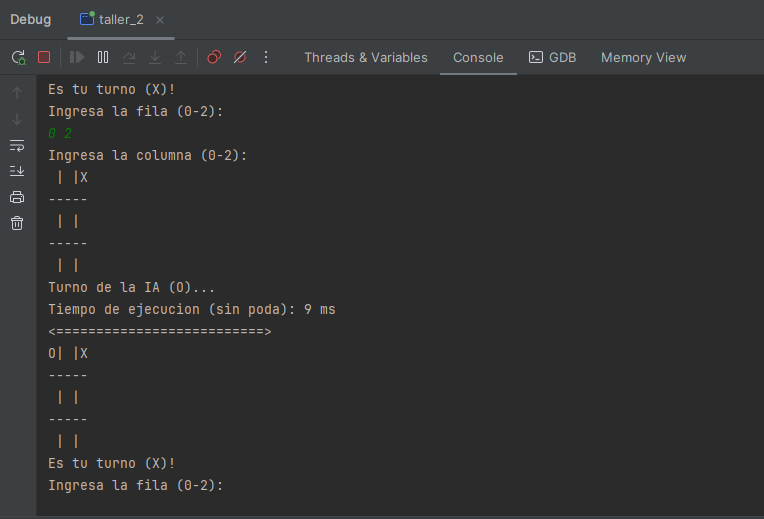 Debug taller_2
Threads & Variables Console GDB Memory View
Es tu turno (X)!
Ingresa la fila (0-2):
0 2
Ingresa la columna (0-2):
 | |X
-----
 | |
-----
 | |
Turno de la IA (O)...
Tiempo de ejecucion (sin poda): 9 ms
<==========================>
O| |X
-----
 | |
-----
 | |
Es tu turno (X)!
Ingresa la fila (0-2):